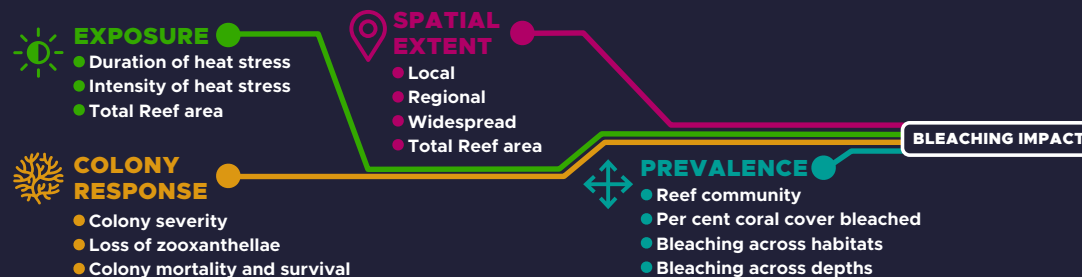 EXPOSURE
Duration of heat stress
Intensity of heat stress
Total Reef area
SPATIAL
EXTENT
Local
Regional
Widespread
Total Reef area
COLONY
RESPONSE
Colony severity
Loss of zooxanthellae
Colony mortality and survival
PREVALENCE
Reef community
Per cent coral cover bleached
Bleaching across habitats
Bleaching across depths
BLEACHING IMPACT